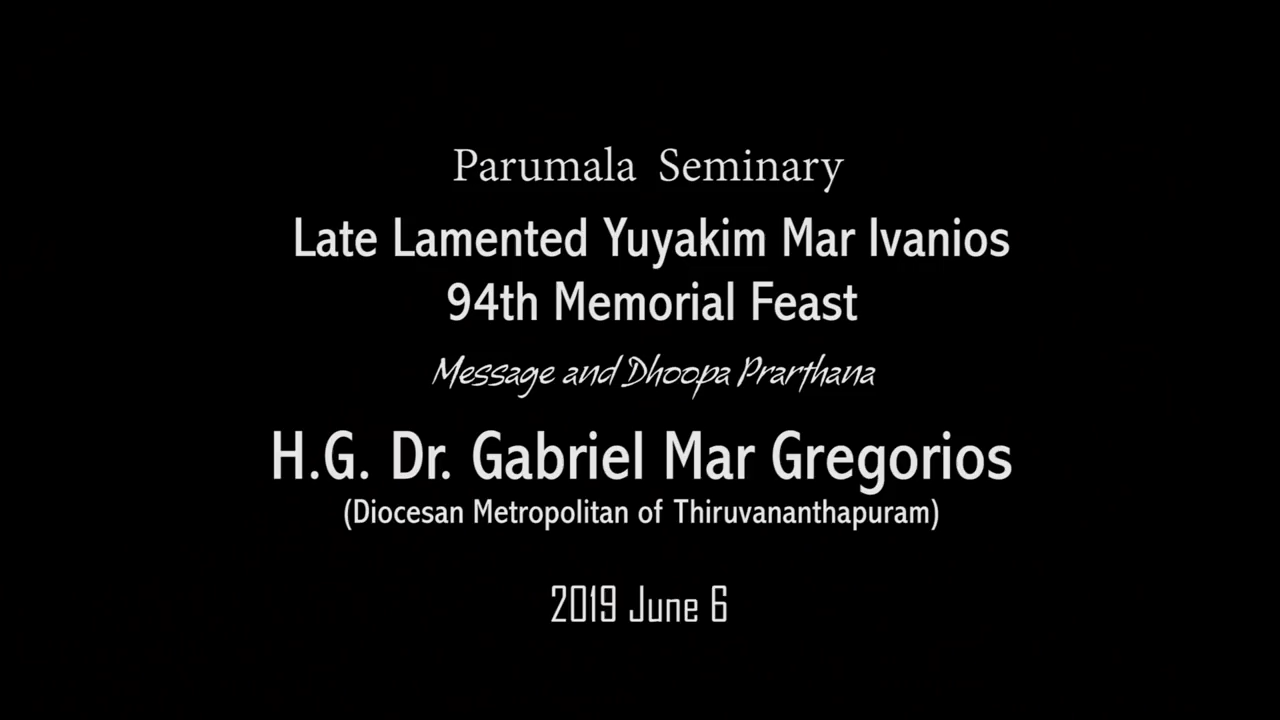 Parumala Seminary
Late Lamented Yuyakim Mar Ivanios
94th Memorial Feast
Message and Dhoopa Prarthana
H.G. Dr. Gabriel Mar Gregorios
(Diocesan Metropolitan of Thiruvananthapuram)
2019 June 6